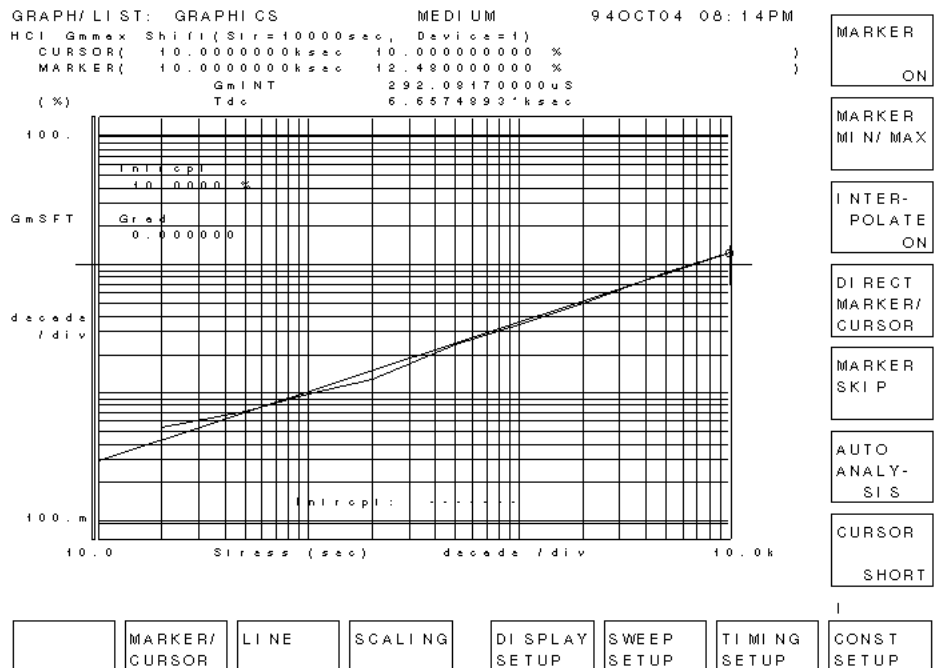 GRAPH/LIST: GRAPHICS MEDIUM 94OCT04 08:14PM
HCI Gmmax Shift(Str=10000sec, Device=1)
CURSOR( 10.0000000ksec 10.0000000000 % )
MARKER( 10.0000000ksec 12.4800000000 % )
GmINT 292.08170000uS
Tdc 6.65748931ksec
(%)
100.
Intrcpt
10.0000 %
GmSFT
Grad
0.000000
decade
/div
Intrcpt: -------
100.m
10.0 Stress (sec) decade /div 10.0k
MARKER
ON
MARKER
MIN/MAX
INTER-
POLATE
ON
DIRECT
MARKER/
CURSOR
MARKER
SKIP
AUTO
ANALY-
SIS
CURSOR
SHORT
MARKER/
CURSOR
LINE
SCALING
DISPLAY
SETUP
SWEEP
SETUP
TIMING
SETUP
CONST
SETUP